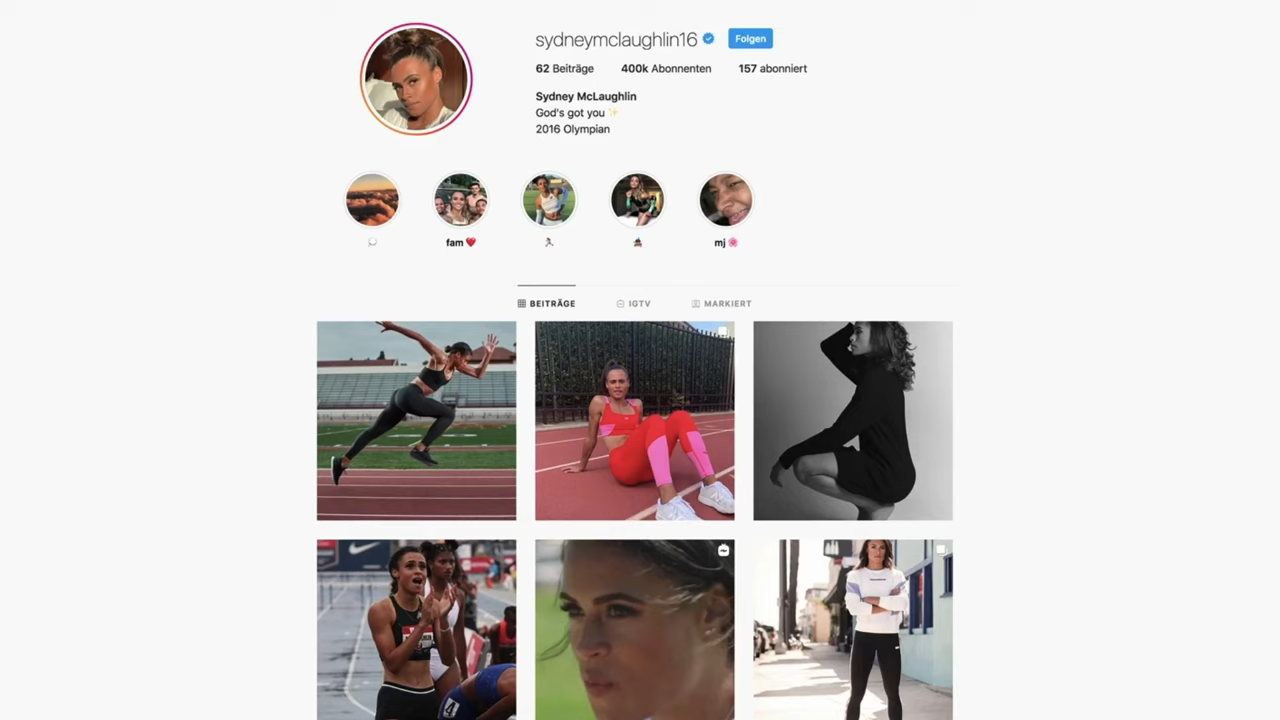 sydneymclaughlin16 Folgen
62 Beiträge 400k Abonnenten 157 abonniert
Sydney McLaughlin
God's got you ✨
2016 Olympian
fam ❤️ mj 🌸
BEITRÄGE IGTV MARKIERT
4